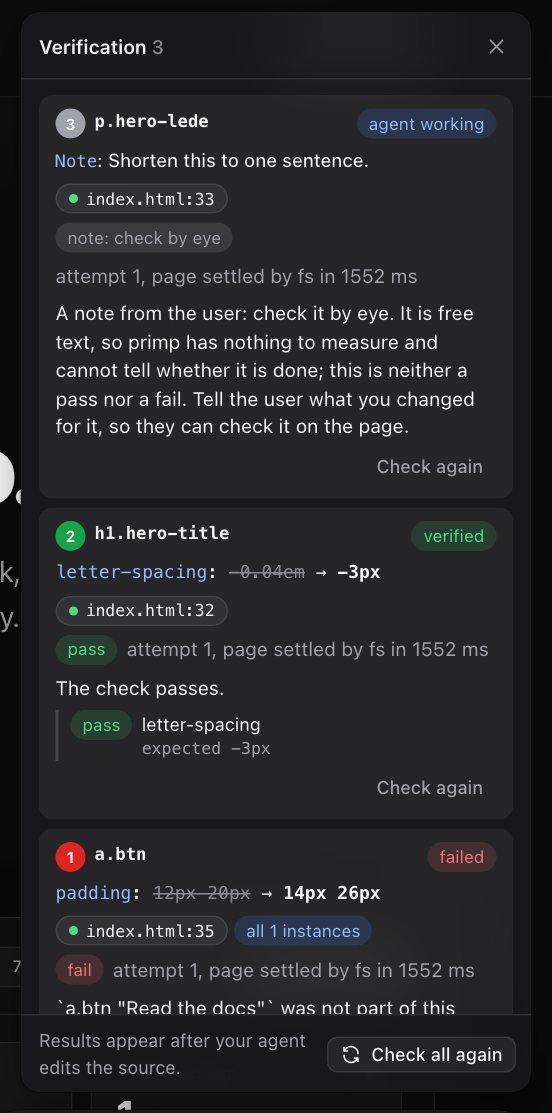 Verification 3
3 p.hero-lede agent working
Note: Shorten this to one sentence.
index.html:33
note: check by eye
attempt 1, page settled by fs in 1552 ms
A note from the user: check it by eye. It is free
text, so primp has nothing to measure and
cannot tell whether it is done; this is neither a
pass nor a fail. Tell the user what you changed
for it, so they can check it on the page.
Check again
2 h1.hero-title verified
letter-spacing: -0.04em → -3px
index.html:32
pass attempt 1, page settled by fs in 1552 ms
The check passes.
pass letter-spacing
expected -3px
Check again
1 a.btn failed
padding: 12px 20px → 14px 26px
index.html:35 all 1 instances
fail attempt 1, page settled by fs in 1552 ms
`a.btn "Read the docs"` was not part of this
Results appear after your agent
edits the source.
Check all again
k,
y.
7